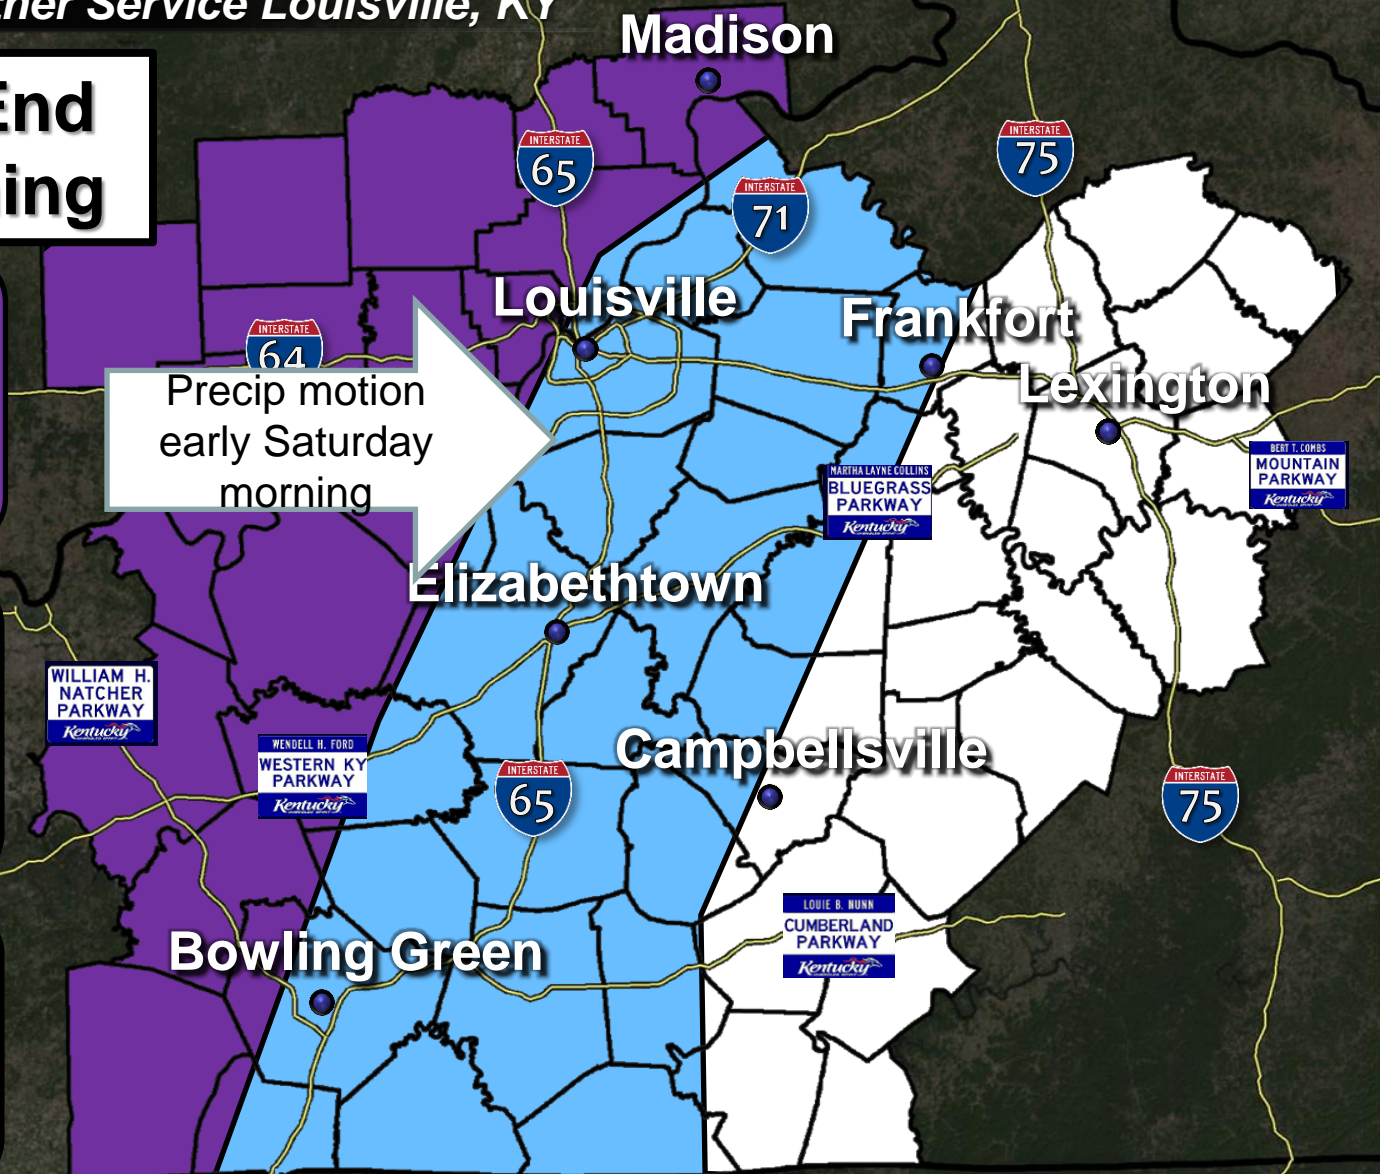 ther Service Louisville, KY
End
ing
Madison
INTERSTATE
65
INTERSTATE
75
INTERSTATE
71
Louisville
Frankfort
INTERSTATE
64
Lexington
Precip motion
early Saturday
morning
BERT T. COMBS
MOUNTAIN
PARKWAY
Kentucky
MARTHA LAYNE COLLINS
BLUEGRASS
PARKWAY
Kentucky
Elizabethtown
WILLIAM H.
NATCHER
PARKWAY
Kentucky
WENDELL H. FORD
WESTERN KY
PARKWAY
Kentucky
Campbellsville
INTERSTATE
65
INTERSTATE
75
LOUIE B. NUNN
CUMBERLAND
PARKWAY
Kentucky
Bowling Green